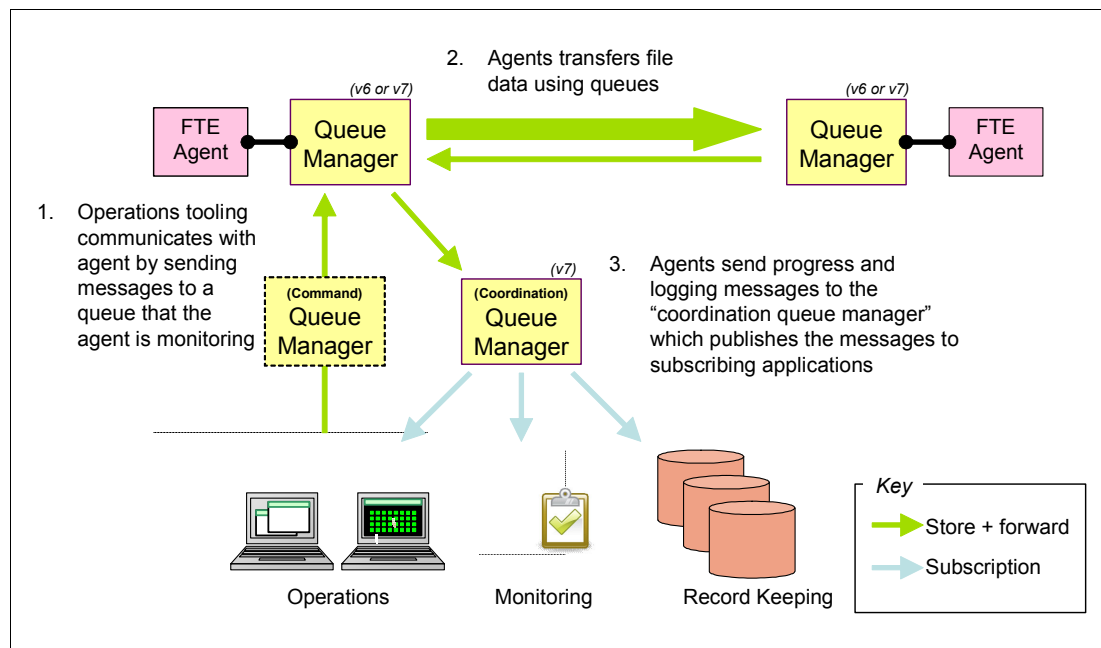 2. Agents transfers file
data using queues
(v6 or v7)
FTE
Agent
Queue
Manager
(v6 or v7)
Queue
Manager
FTE
Agent
1. Operations tooling
communicates with
agent by sending
messages to a
queue that the
agent is monitoring
(Command)
Queue
Manager
(v7)
(Coordination)
Queue
Manager
3. Agents send progress and
logging messages to the
“coordination queue manager”
which publishes the messages to
subscribing applications
Operations
Monitoring
Record Keeping
Key
Store + forward
Subscription